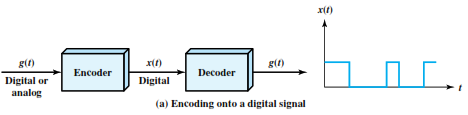 x(t)
g(t)
Digital or
analog
Encoder
x(t)
Digital
Decoder
g(t)
t
(a) Encoding onto a digital signal